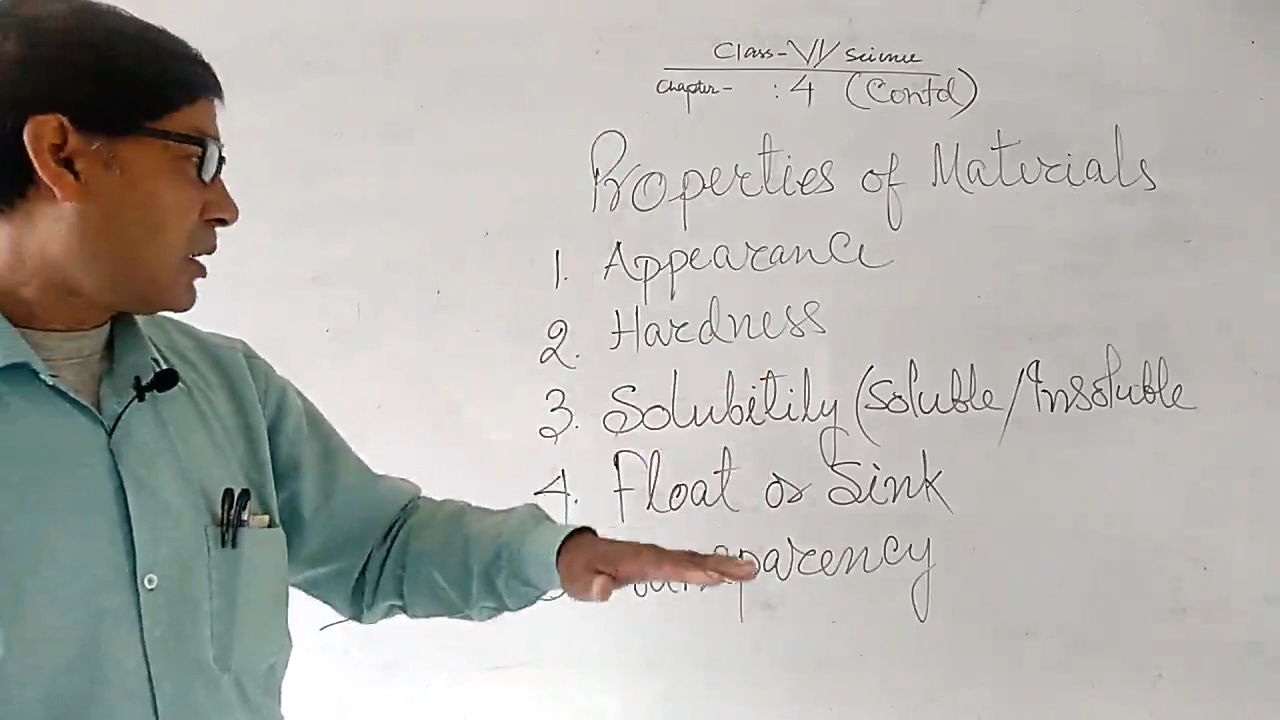 Class-VI/Science
Chapter- : 4 (Contd)
Properties of Materials
1. Appearance
2. Hardness
3. Solubitily (Soluble/Insoluble
4. Float or Sink